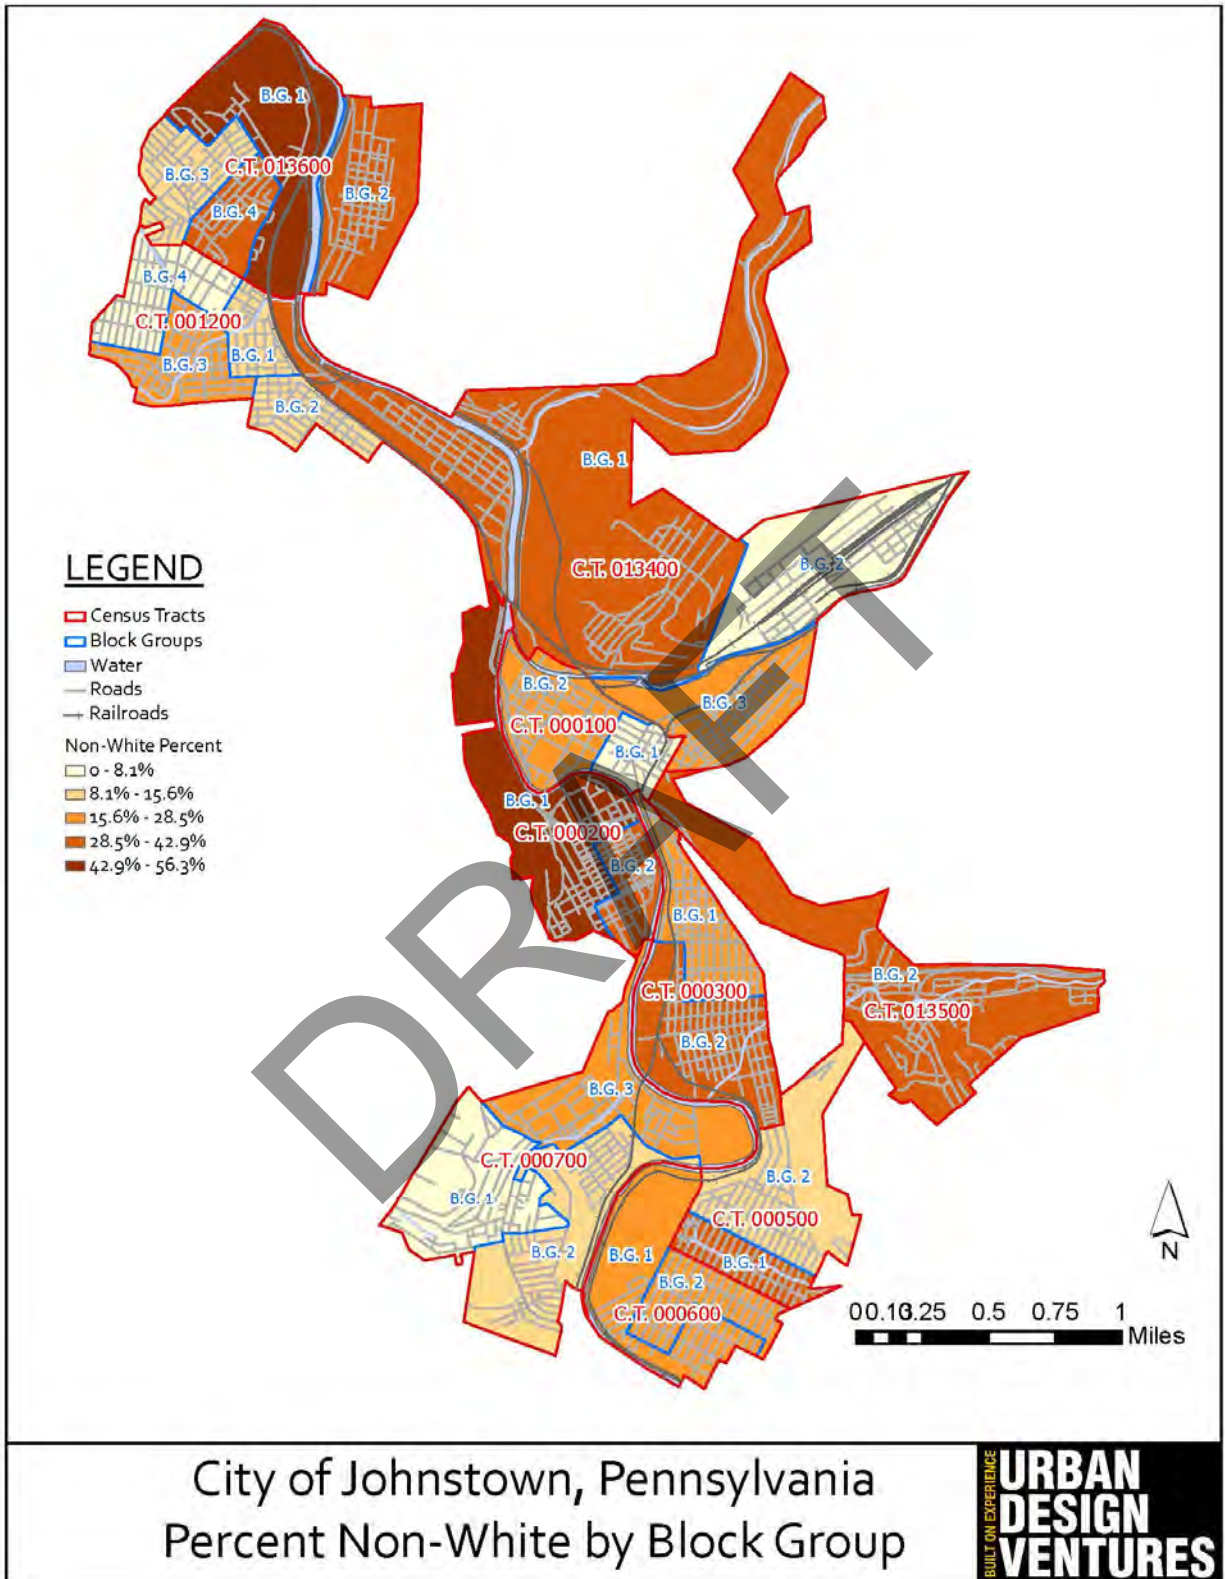 B.G. 1
B.G. 3
C.T. 013600
B.G. 2
B.G. 4
B.G. 4
C.T. 001200
B.G. 3
B.G. 1
B.G. 2
B.G. 1
C.T. 013400
B.G. 2
LEGEND
Census Tracts
Block Groups
Water
Roads
Railroads
Non-White Percent
0 - 8.1%
8.1% - 15.6%
15.6% - 28.5%
28.5% - 42.9%
42.9% - 56.3%
B.G. 2
B.G. 3
C.T. 000100
B.G. 1
B.G. 1
C.T. 000200
B.G. 2
B.G. 1
B.G. 2
C.T. 000300
C.T. 013500
B.G. 2
B.G. 3
C.T. 000700
B.G. 2
B.G. 1
C.T. 000500
B.G. 2
B.G. 1
B.G. 1
B.G. 2
C.T. 000600
DRAFT
N
0 0.13 0.25 0.5 0.75 1
Miles
City of Johnstown, Pennsylvania
Percent Non-White by Block Group
BUILT ON EXPERIENCE
URBAN
DESIGN
VENTURES